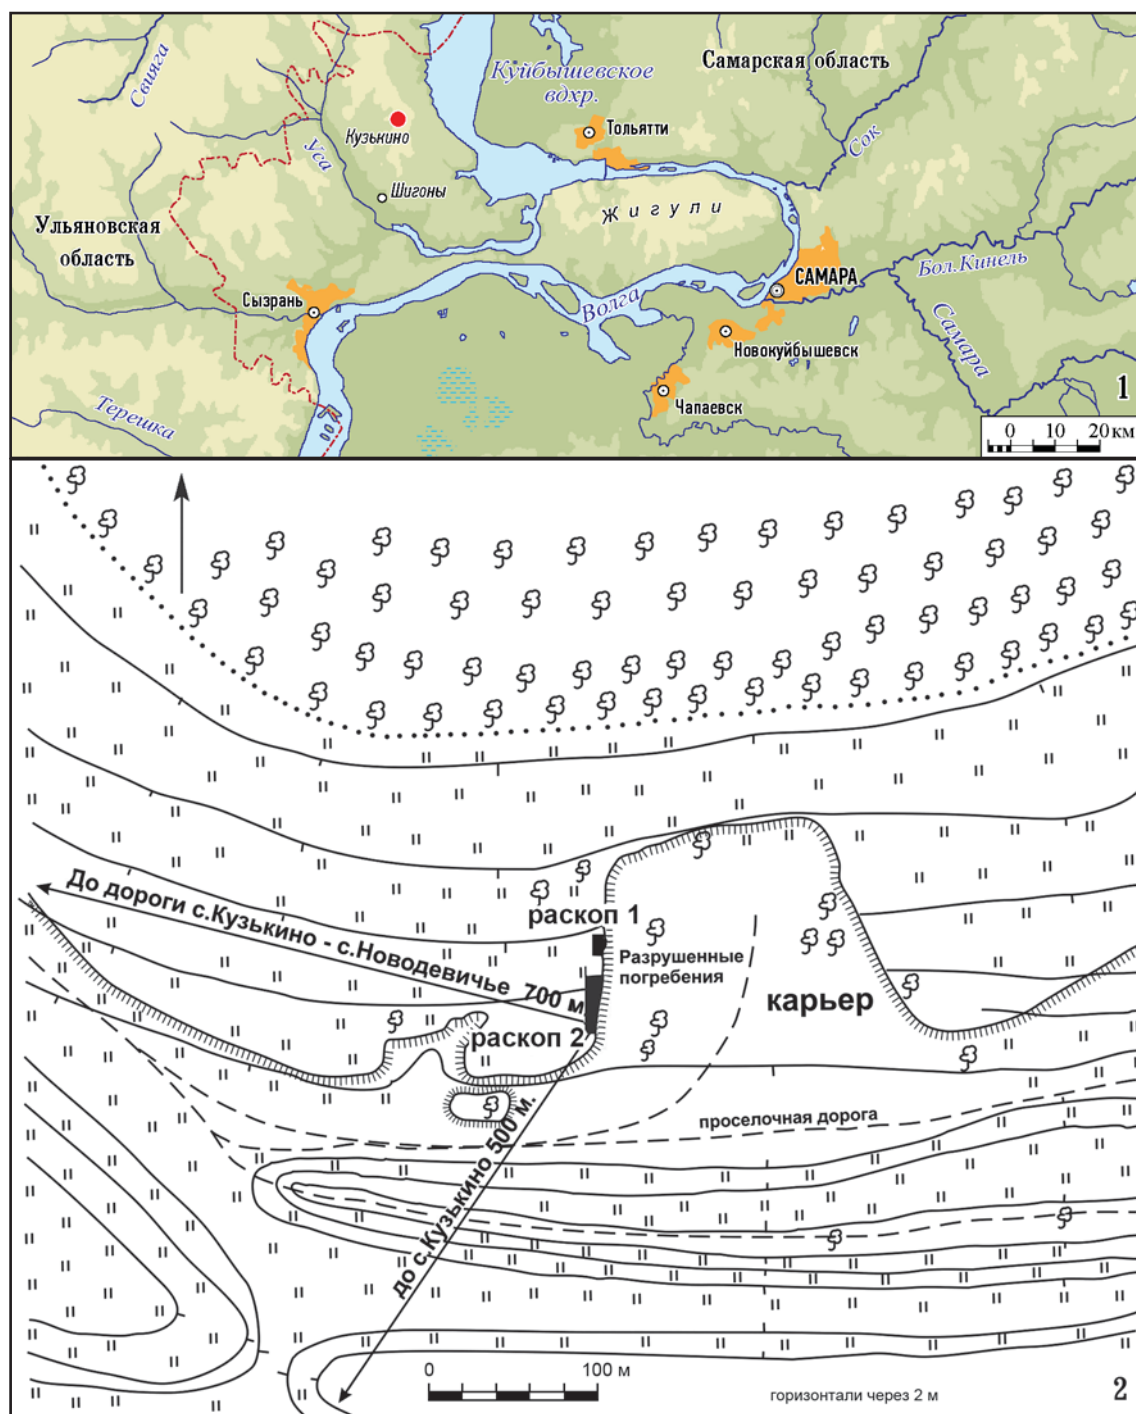 Свияга
Куйбышевское
вдхр.
Самарская область
Тольятти
Кузькино
Сок
Уса
Шигоны
Жигули
Ульяновская
область
Бол.Кинель
САМАРА
Сызрань
Волга
Самара
Новокуйбышевск
Чапаевск
Терешка
1
0 10 20 км
До дороги с.Кузькино - с.Новодевичье 700 м.
раскоп 1
Разрушенные
погребения
карьер
раскоп 2
до с.Кузькино 500 м.
проселочная дорога
0 100 м
горизонтали через 2 м
2